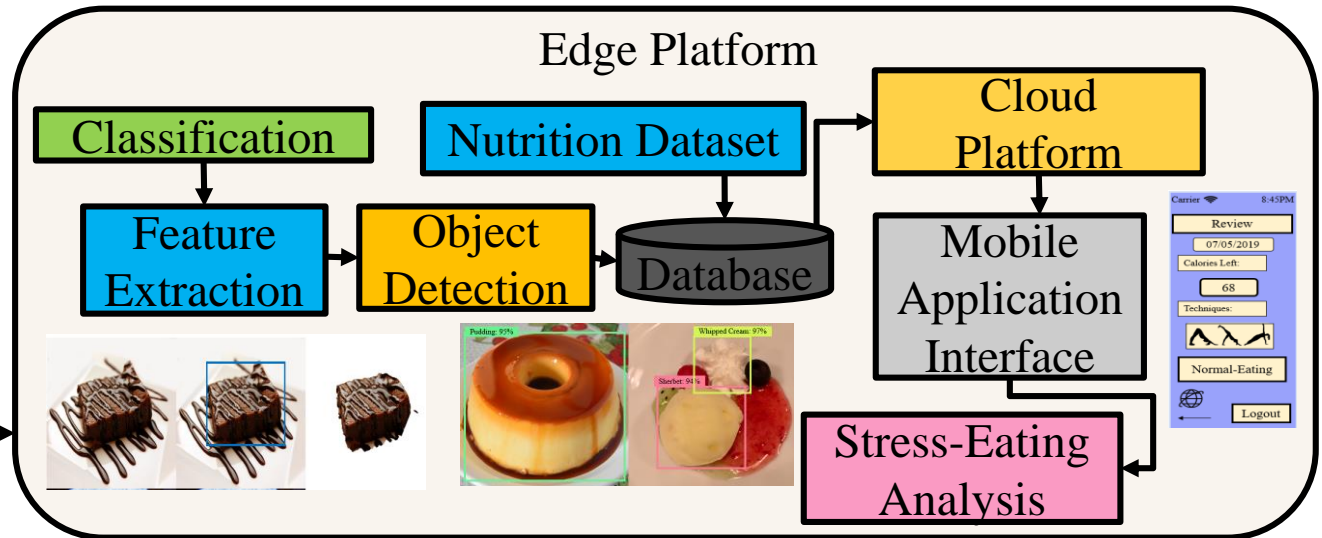 Edge Platform
Classification
Nutrition Dataset
Cloud
Platform
Feature
Extraction
Object
Detection
Database
Mobile
Application
Interface
Stress-Eating
Analysis
Pudding: 95%
Whipped Cream: 97%
Sherbet: 94%
Carrier 8:45PM
Review
07/05/2019
Calories Left:
68
Techniques:
Normal-Eating
Logout